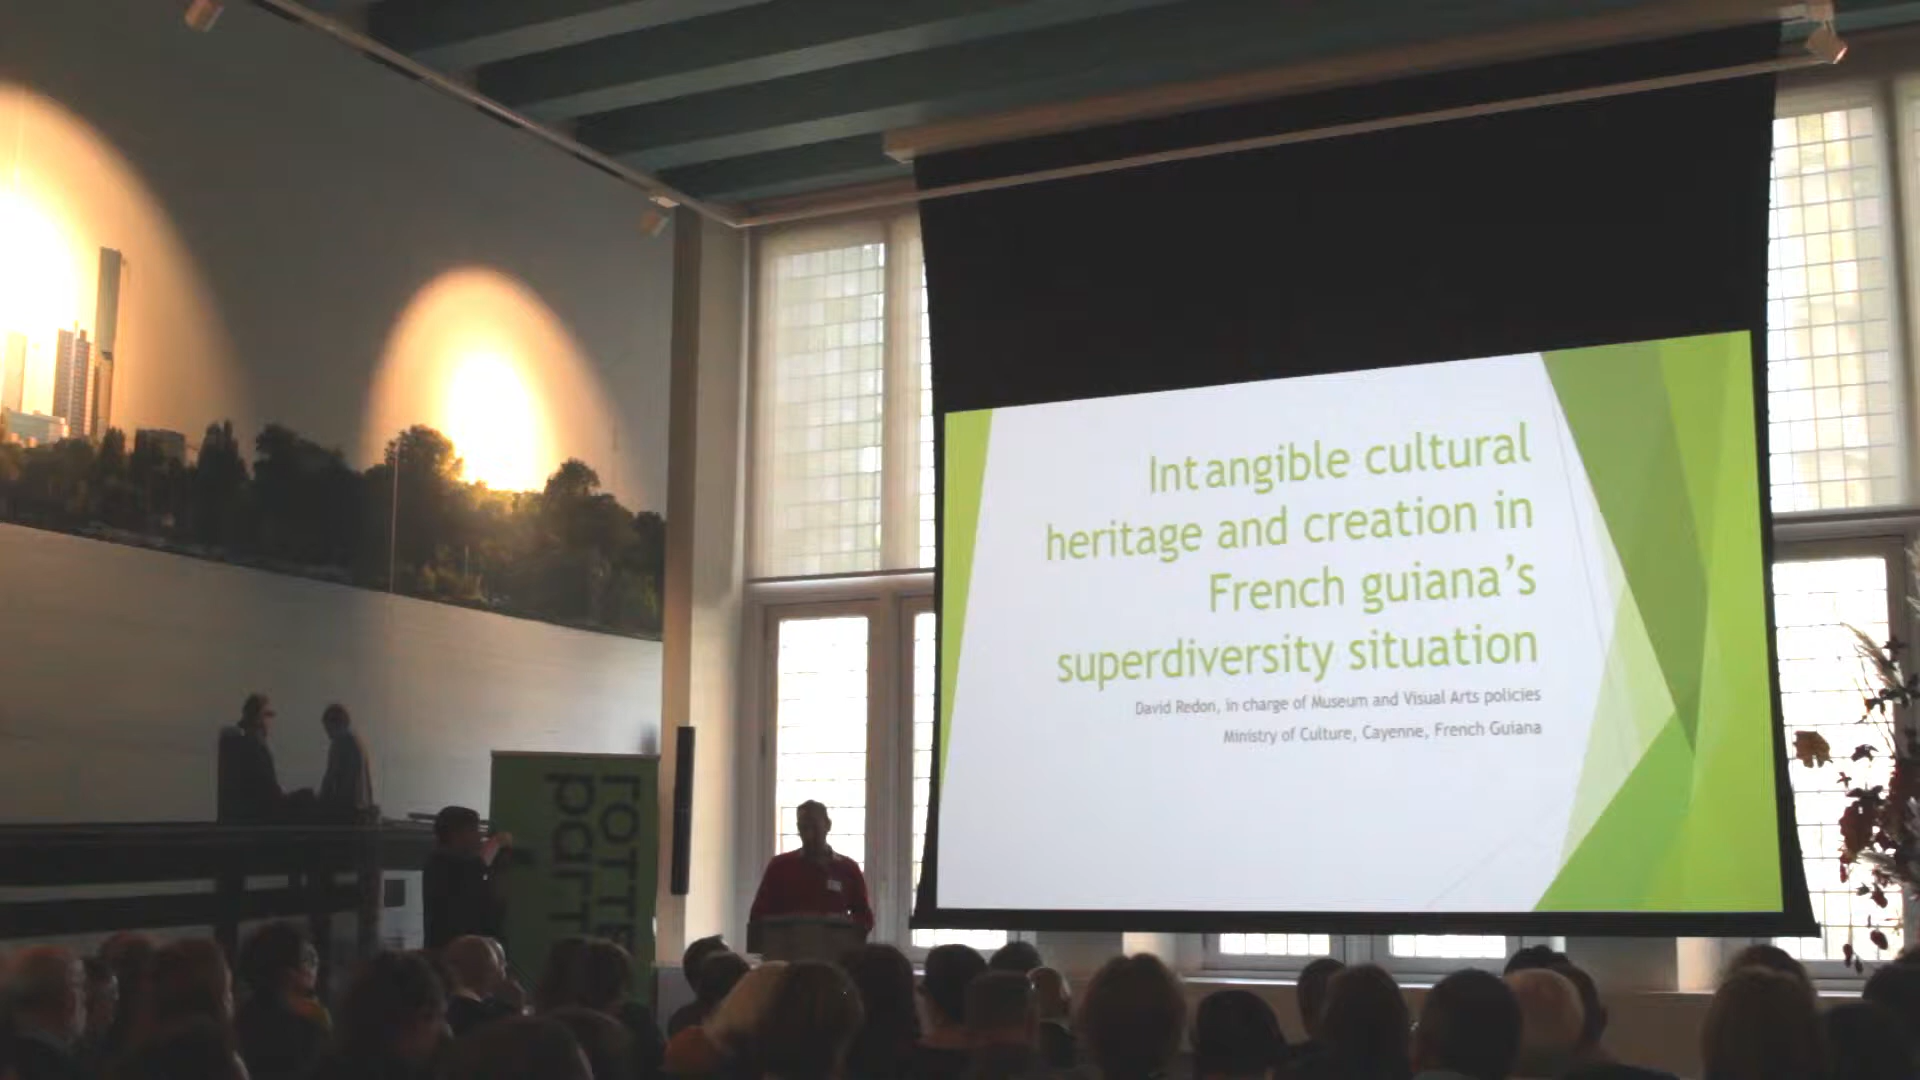 Intangible cultural
heritage and creation in
French guiana's
superdiversity situation
David Redon, in charge of Museum and Visual Arts policies
Ministry of Culture, Cayenne, French Guiana